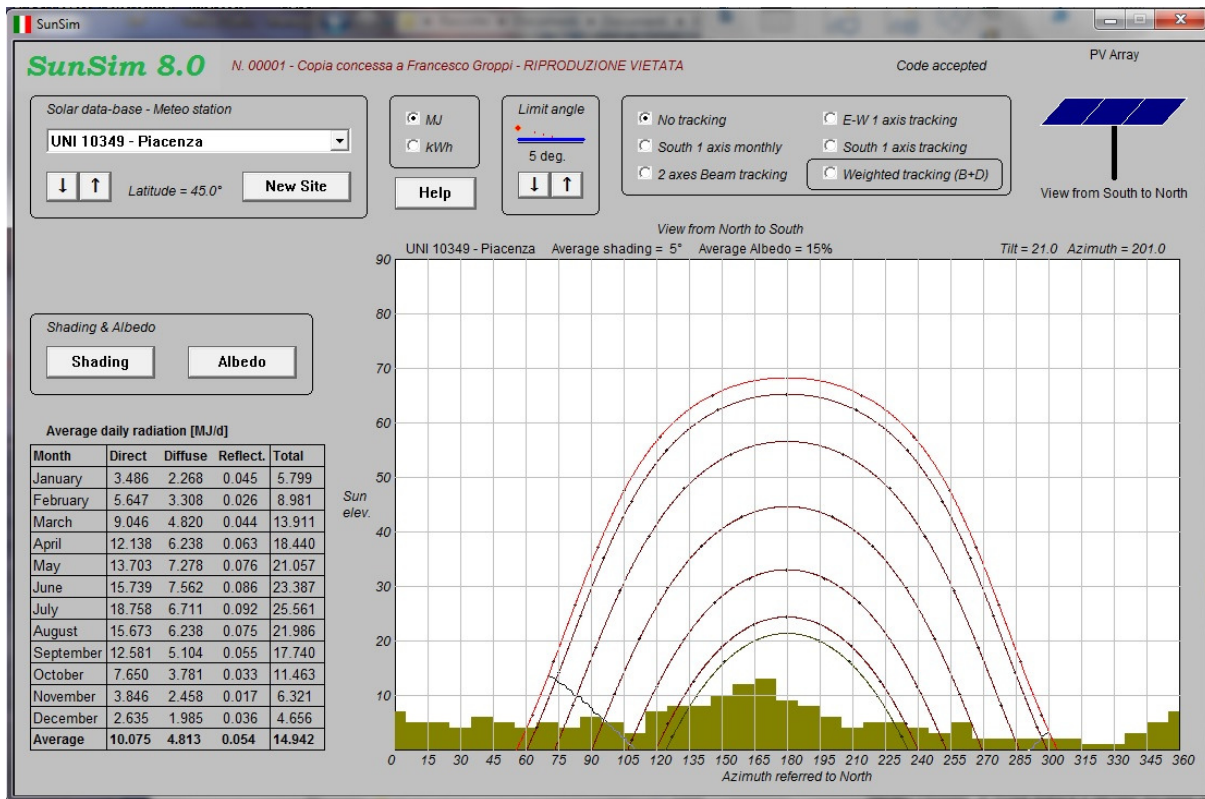 SunSim
SunSim 8.0 N. 00001 - Copia concessa a Francesco Groppi - RIPRODUZIONE VIETATA Code accepted PV Array
Solar data-base - Meteo station
UNI 10349 - Piacenza
↓ ↑ Latitude = 45.0° New Site
MJ
kWh
Help
Limit angle
5 deg.
↓ ↑
No tracking E-W 1 axis tracking
South 1 axis monthly South 1 axis tracking
2 axes Beam tracking Weighted tracking (B+D)
View from South to North
View from North to South
UNI 10349 - Piacenza Average shading = 5° Average Albedo = 15% Tilt = 21.0 Azimuth = 201.0
Shading & Albedo
Shading Albedo
Average daily radiation [MJ/d]
Month Direct Diffuse Reflect. Total
January 3.486 2.268 0.045 5.799
February 5.647 3.308 0.026 8.981
March 9.046 4.820 0.044 13.911
April 12.138 6.238 0.063 18.440
May 13.703 7.278 0.076 21.057
June 15.739 7.562 0.086 23.387
July 18.758 6.711 0.092 25.561
August 15.673 6.238 0.075 21.986
September 12.581 5.104 0.055 17.740
October 7.650 3.781 0.033 11.463
November 3.846 2.458 0.017 6.321
December 2.635 1.985 0.036 4.656
Average 10.075 4.813 0.054 14.942
90
80
70
60
50
40
30
20
10
Sun
elev.
0 15 30 45 60 75 90 105 120 135 150 165 180 195 210 225 240 255 270 285 300 315 330 345 360
Azimuth referred to North